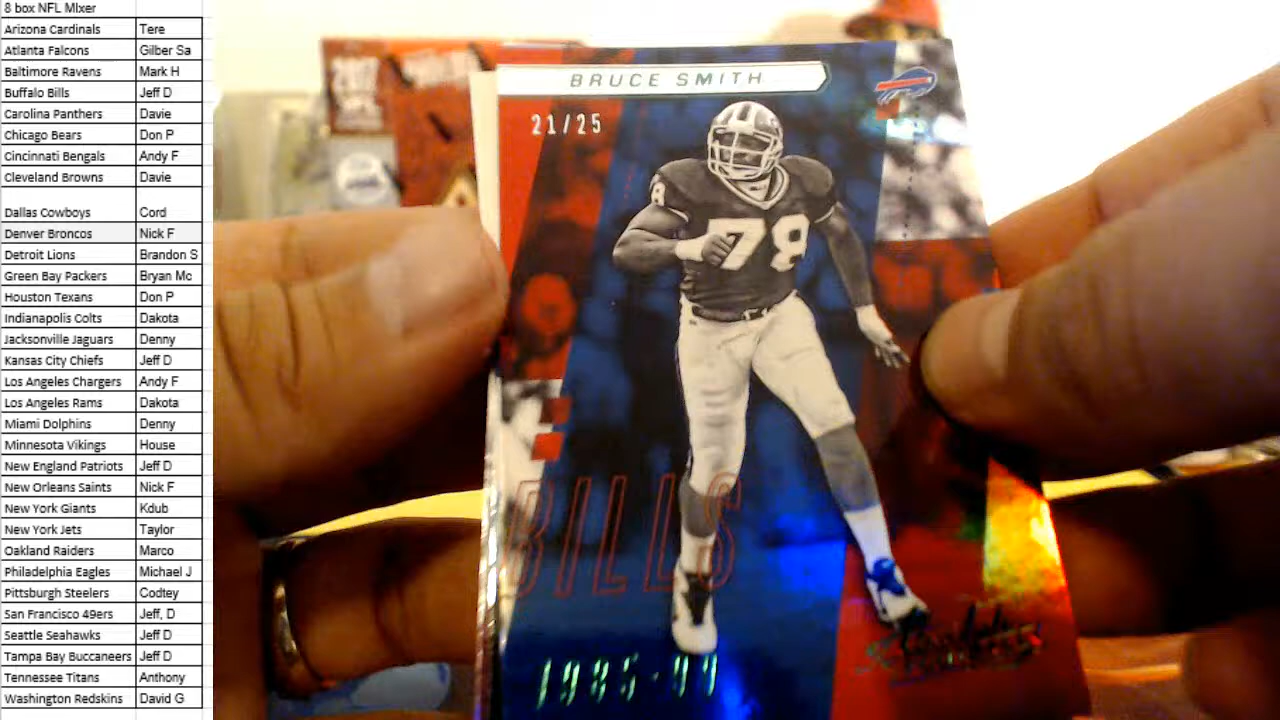 8 box NFL MIxer
Arizona Cardinals Tere
Atlanta Falcons Gilber Sa
Baltimore Ravens Mark H
Buffalo Bills Jeff D
Carolina Panthers Davie
Chicago Bears Don P
Cincinnati Bengals Andy F
Cleveland Browns Davie
Dallas Cowboys Cord
Denver Broncos Nick F
Detroit Lions Brandon S
Green Bay Packers Bryan Mc
Houston Texans Don P
Indianapolis Colts Dakota
Jacksonville Jaguars Denny
Kansas City Chiefs Jeff D
Los Angeles Chargers Andy F
Los Angeles Rams Dakota
Miami Dolphins Denny
Minnesota Vikings House
New England Patriots Jeff D
New Orleans Saints Nick F
New York Giants Kdub
New York Jets Taylor
Oakland Raiders Marco
Philadelphia Eagles Michael J
Pittsburgh Steelers Codtey
San Francisco 49ers Jeff, D
Seattle Seahawks Jeff D
Tampa Bay Buccaneers Jeff D
Tennessee Titans Anthony
Washington Redskins David G
BRUCE SMITH
21/25
78
78
BILLS